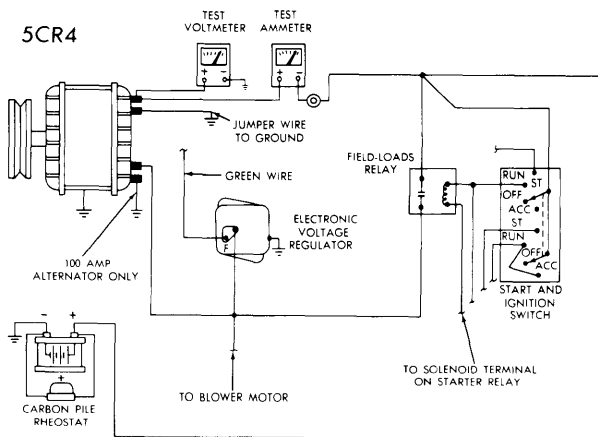 5CR4
TEST
VOLTMETER
TEST
AMMETER
+ -
+ -
JUMPER WIRE
TO GROUND
GREEN WIRE
FIELD-LOADS
RELAY
RUN
ST
OFF
ACC
ST
RUN
OFF
ACC
START AND
IGNITION
SWITCH
F
ELECTRONIC
VOLTAGE
REGULATOR
100 AMP
ALTERNATOR ONLY
- +
+
CARBON PILE
RHEOSTAT
TO BLOWER MOTOR
TO SOLENOID TERMINAL
ON STARTER RELAY